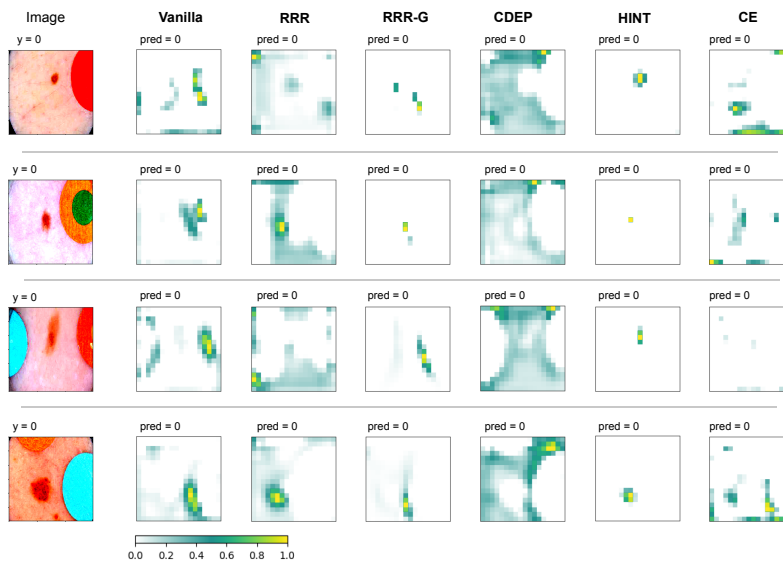 Image Vanilla RRR RRR-G CDEP HINT CE
y = 0 pred = 0 pred = 0 pred = 0 pred = 0 pred = 0 pred = 0
y = 0 pred = 0 pred = 0 pred = 0 pred = 0 pred = 0 pred = 0
y = 0 pred = 0 pred = 0 pred = 0 pred = 0 pred = 0 pred = 0
y = 0 pred = 0 pred = 0 pred = 0 pred = 0 pred = 0 pred = 0
0.0 0.2 0.4 0.6 0.8 1.0